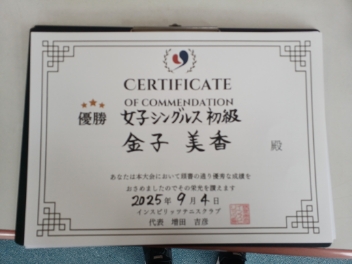 CERTIFICATE
OF COMMENDATION
優勝 女子シングルス 初級
金子 美香 殿
あなたは本大会において頭書の通り優秀な成績を
おさめましたのでその栄光を讃えます
2025年 9月 4日
インスピリッツテニスクラブ
代表 増田 吉彦